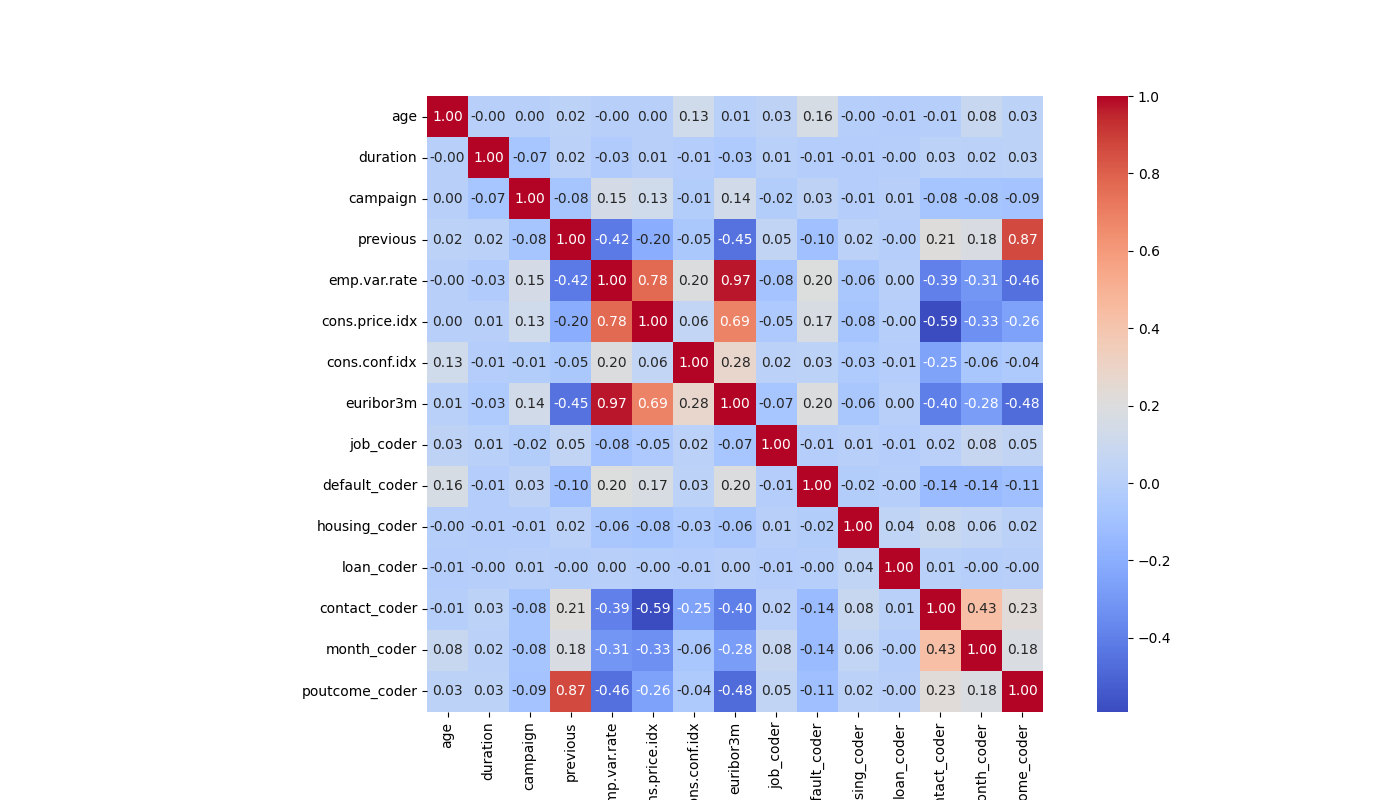 age 1.00 -0.00 0.00 0.02 -0.00 0.00 0.13 0.01 0.03 0.16 -0.00 -0.01 -0.01 0.08 0.03
duration -0.00 1.00 -0.07 0.02 -0.03 0.01 -0.01 -0.03 0.01 -0.01 -0.01 -0.00 0.03 0.02 0.03
campaign 0.00 -0.07 1.00 -0.08 0.15 0.13 -0.01 0.14 -0.02 0.03 -0.01 0.01 -0.08 -0.08 -0.09
previous 0.02 0.02 -0.08 1.00 -0.42 -0.20 -0.05 -0.45 0.05 -0.10 0.02 -0.00 0.21 0.18 0.87
emp.var.rate -0.00 -0.03 0.15 -0.42 1.00 0.78 0.20 0.97 -0.08 0.20 -0.06 0.00 -0.39 -0.31 -0.46
cons.price.idx 0.00 0.01 0.13 -0.20 0.78 1.00 0.06 0.69 -0.05 0.17 -0.08 -0.00 -0.59 -0.33 -0.26
cons.conf.idx 0.13 -0.01 -0.01 -0.05 0.20 0.06 1.00 0.28 0.02 0.03 -0.03 -0.01 -0.25 -0.06 -0.04
euribor3m 0.01 -0.03 0.14 -0.45 0.97 0.69 0.28 1.00 -0.07 0.20 -0.06 0.00 -0.40 -0.28 -0.48
job_coder 0.03 0.01 -0.02 0.05 -0.08 -0.05 0.02 -0.07 1.00 -0.01 0.01 -0.01 0.02 0.08 0.05
default_coder 0.16 -0.01 0.03 -0.10 0.20 0.17 0.03 0.20 -0.01 1.00 -0.02 -0.00 -0.14 -0.14 -0.11
housing_coder -0.00 -0.01 -0.01 0.02 -0.06 -0.08 -0.03 -0.06 0.01 -0.02 1.00 0.04 0.08 0.06 0.02
loan_coder -0.01 -0.00 0.01 -0.00 0.00 -0.00 -0.01 0.00 -0.01 -0.00 0.04 1.00 0.01 -0.00 -0.00
contact_coder -0.01 0.03 -0.08 0.21 -0.39 -0.59 -0.25 -0.40 0.02 -0.14 0.08 0.01 1.00 0.43 0.23
month_coder 0.08 0.02 -0.08 0.18 -0.31 -0.33 -0.06 -0.28 0.08 -0.14 0.06 -0.00 0.43 1.00 0.18
poutcome_coder 0.03 0.03 -0.09 0.87 -0.46 -0.26 -0.04 -0.48 0.05 -0.11 0.02 -0.00 0.23 0.18 1.00
age
duration
campaign
previous
mp.var.rate
ns.price.idx
ons.conf.idx
euribor3m
job_coder
fault_coder
sing_coder
loan_coder
ntact_coder
onth_coder
ome_coder
1.0
0.8
0.6
0.4
0.2
0.0
−0.2
−0.4